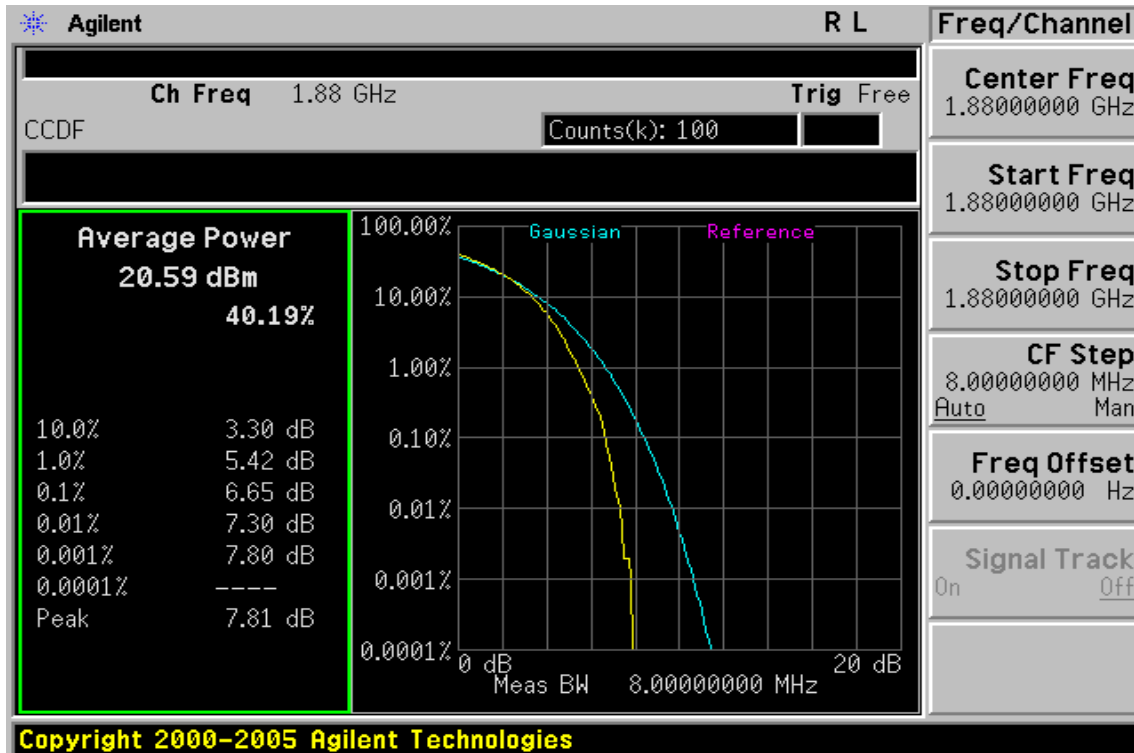 Agilent R L
Ch Freq 1.88 GHz Trig Free
CCDF Counts(k): 100
Average Power
20.59 dBm
40.19%
10.0% 3.30 dB
1.0% 5.42 dB
0.1% 6.65 dB
0.01% 7.30 dB
0.001% 7.80 dB
0.0001% ----
Peak 7.81 dB
Gaussian Reference
100.00%
10.00%
1.00%
0.10%
0.01%
0.001%
0.0001%
0 dB 20 dB
Meas BW 8.00000000 MHz
Freq/Channel
Center Freq
1.88000000 GHz
Start Freq
1.88000000 GHz
Stop Freq
1.88000000 GHz
CF Step
8.00000000 MHz
Auto Man
Freq Offset
0.00000000 Hz
Signal Track
On Off
Copyright 2000-2005 Agilent Technologies